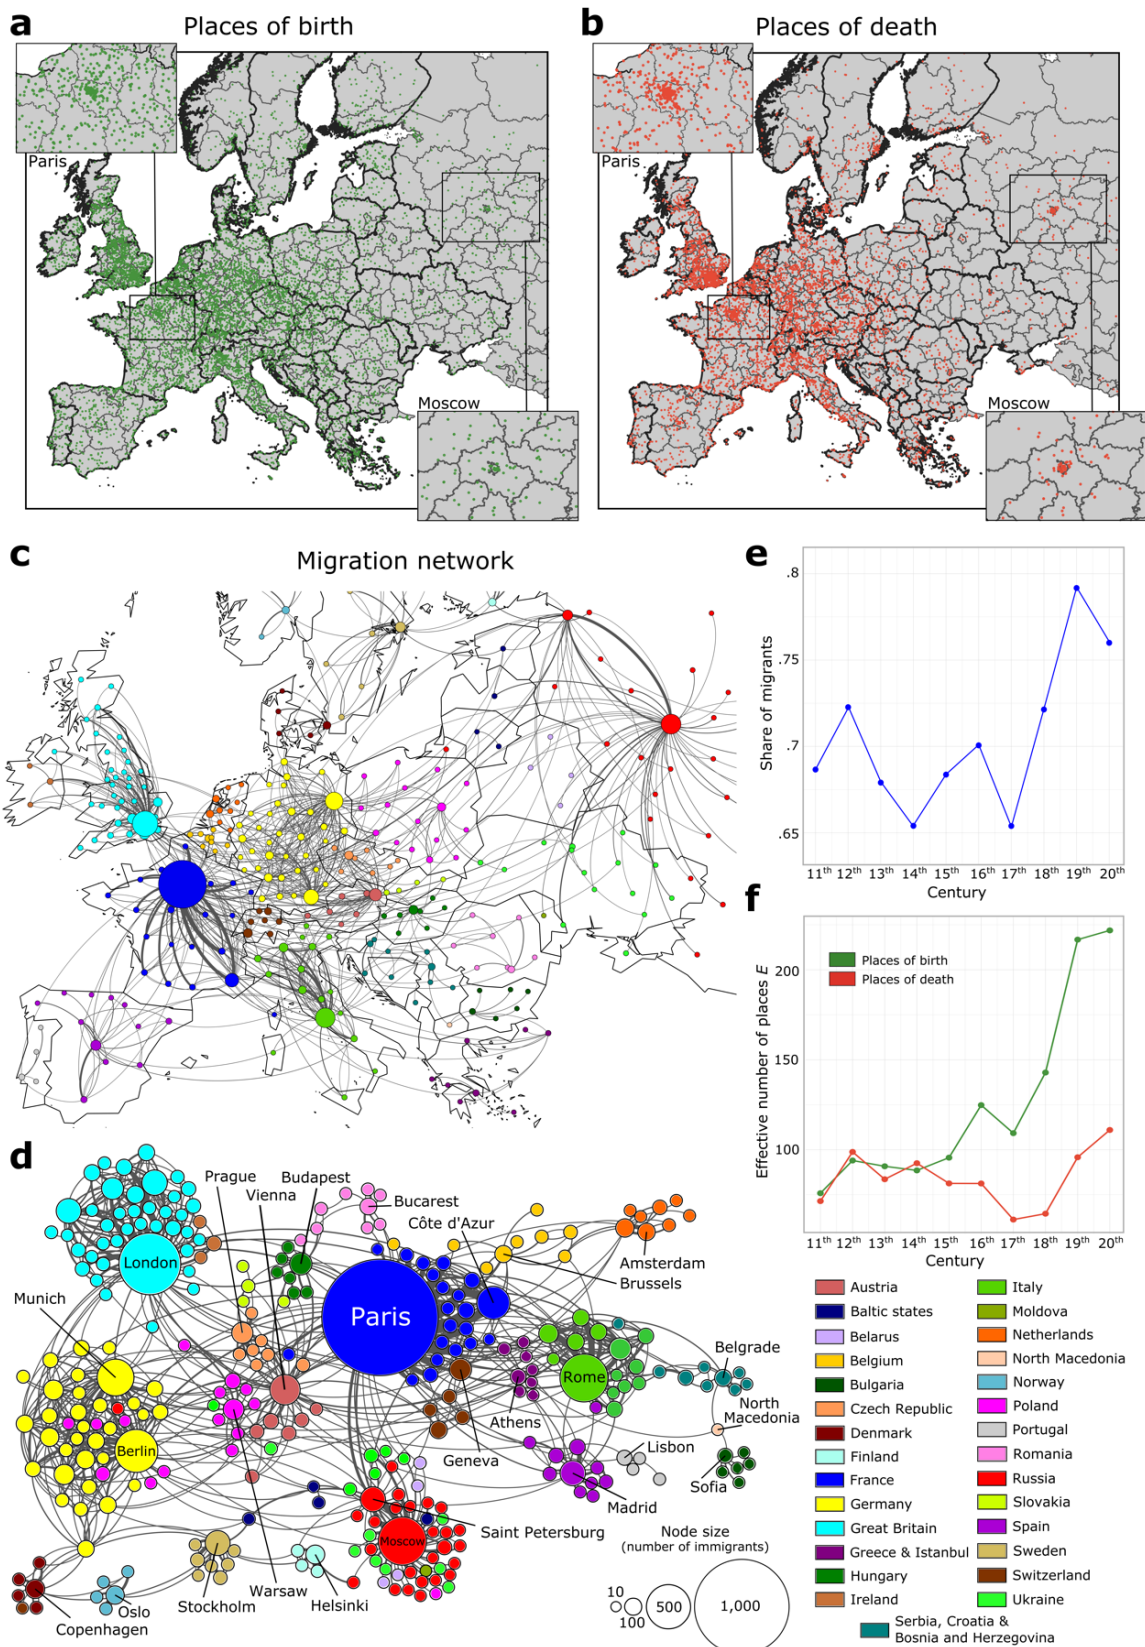 a
Places of birth
b
Places of death
Paris
Paris
Moscow
Moscow
c
Migration network
e
.8
.75
.7
.65
Share of migrants
11th 12th 13th 14th 15th 16th 17th 18th 19th 20th
Century
f
Effective number of places E
200
150
100
Places of birth
Places of death
11th 12th 13th 14th 15th 16th 17th 18th 19th 20th
Century
d
Prague
Vienna
Budapest
Bucarest
Côte d'Azur
London
Munich
Paris
Amsterdam
Brussels
Rome
Belgrade
Berlin
Athens
North
Macedonia
Geneva
Lisbon
Sofia
Madrid
Saint Petersburg
Moscow
Warsaw
Stockholm
Helsinki
Oslo
Copenhagen
Node size
(number of immigrants)
10
100
500
1,000
Austria
Baltic states
Belarus
Belgium
Bulgaria
Czech Republic
Denmark
Finland
France
Germany
Great Britain
Greece & Istanbul
Hungary
Ireland
Italy
Moldova
Netherlands
North Macedonia
Norway
Poland
Portugal
Romania
Russia
Slovakia
Spain
Sweden
Switzerland
Ukraine
Serbia, Croatia &
Bosnia and Herzegovina